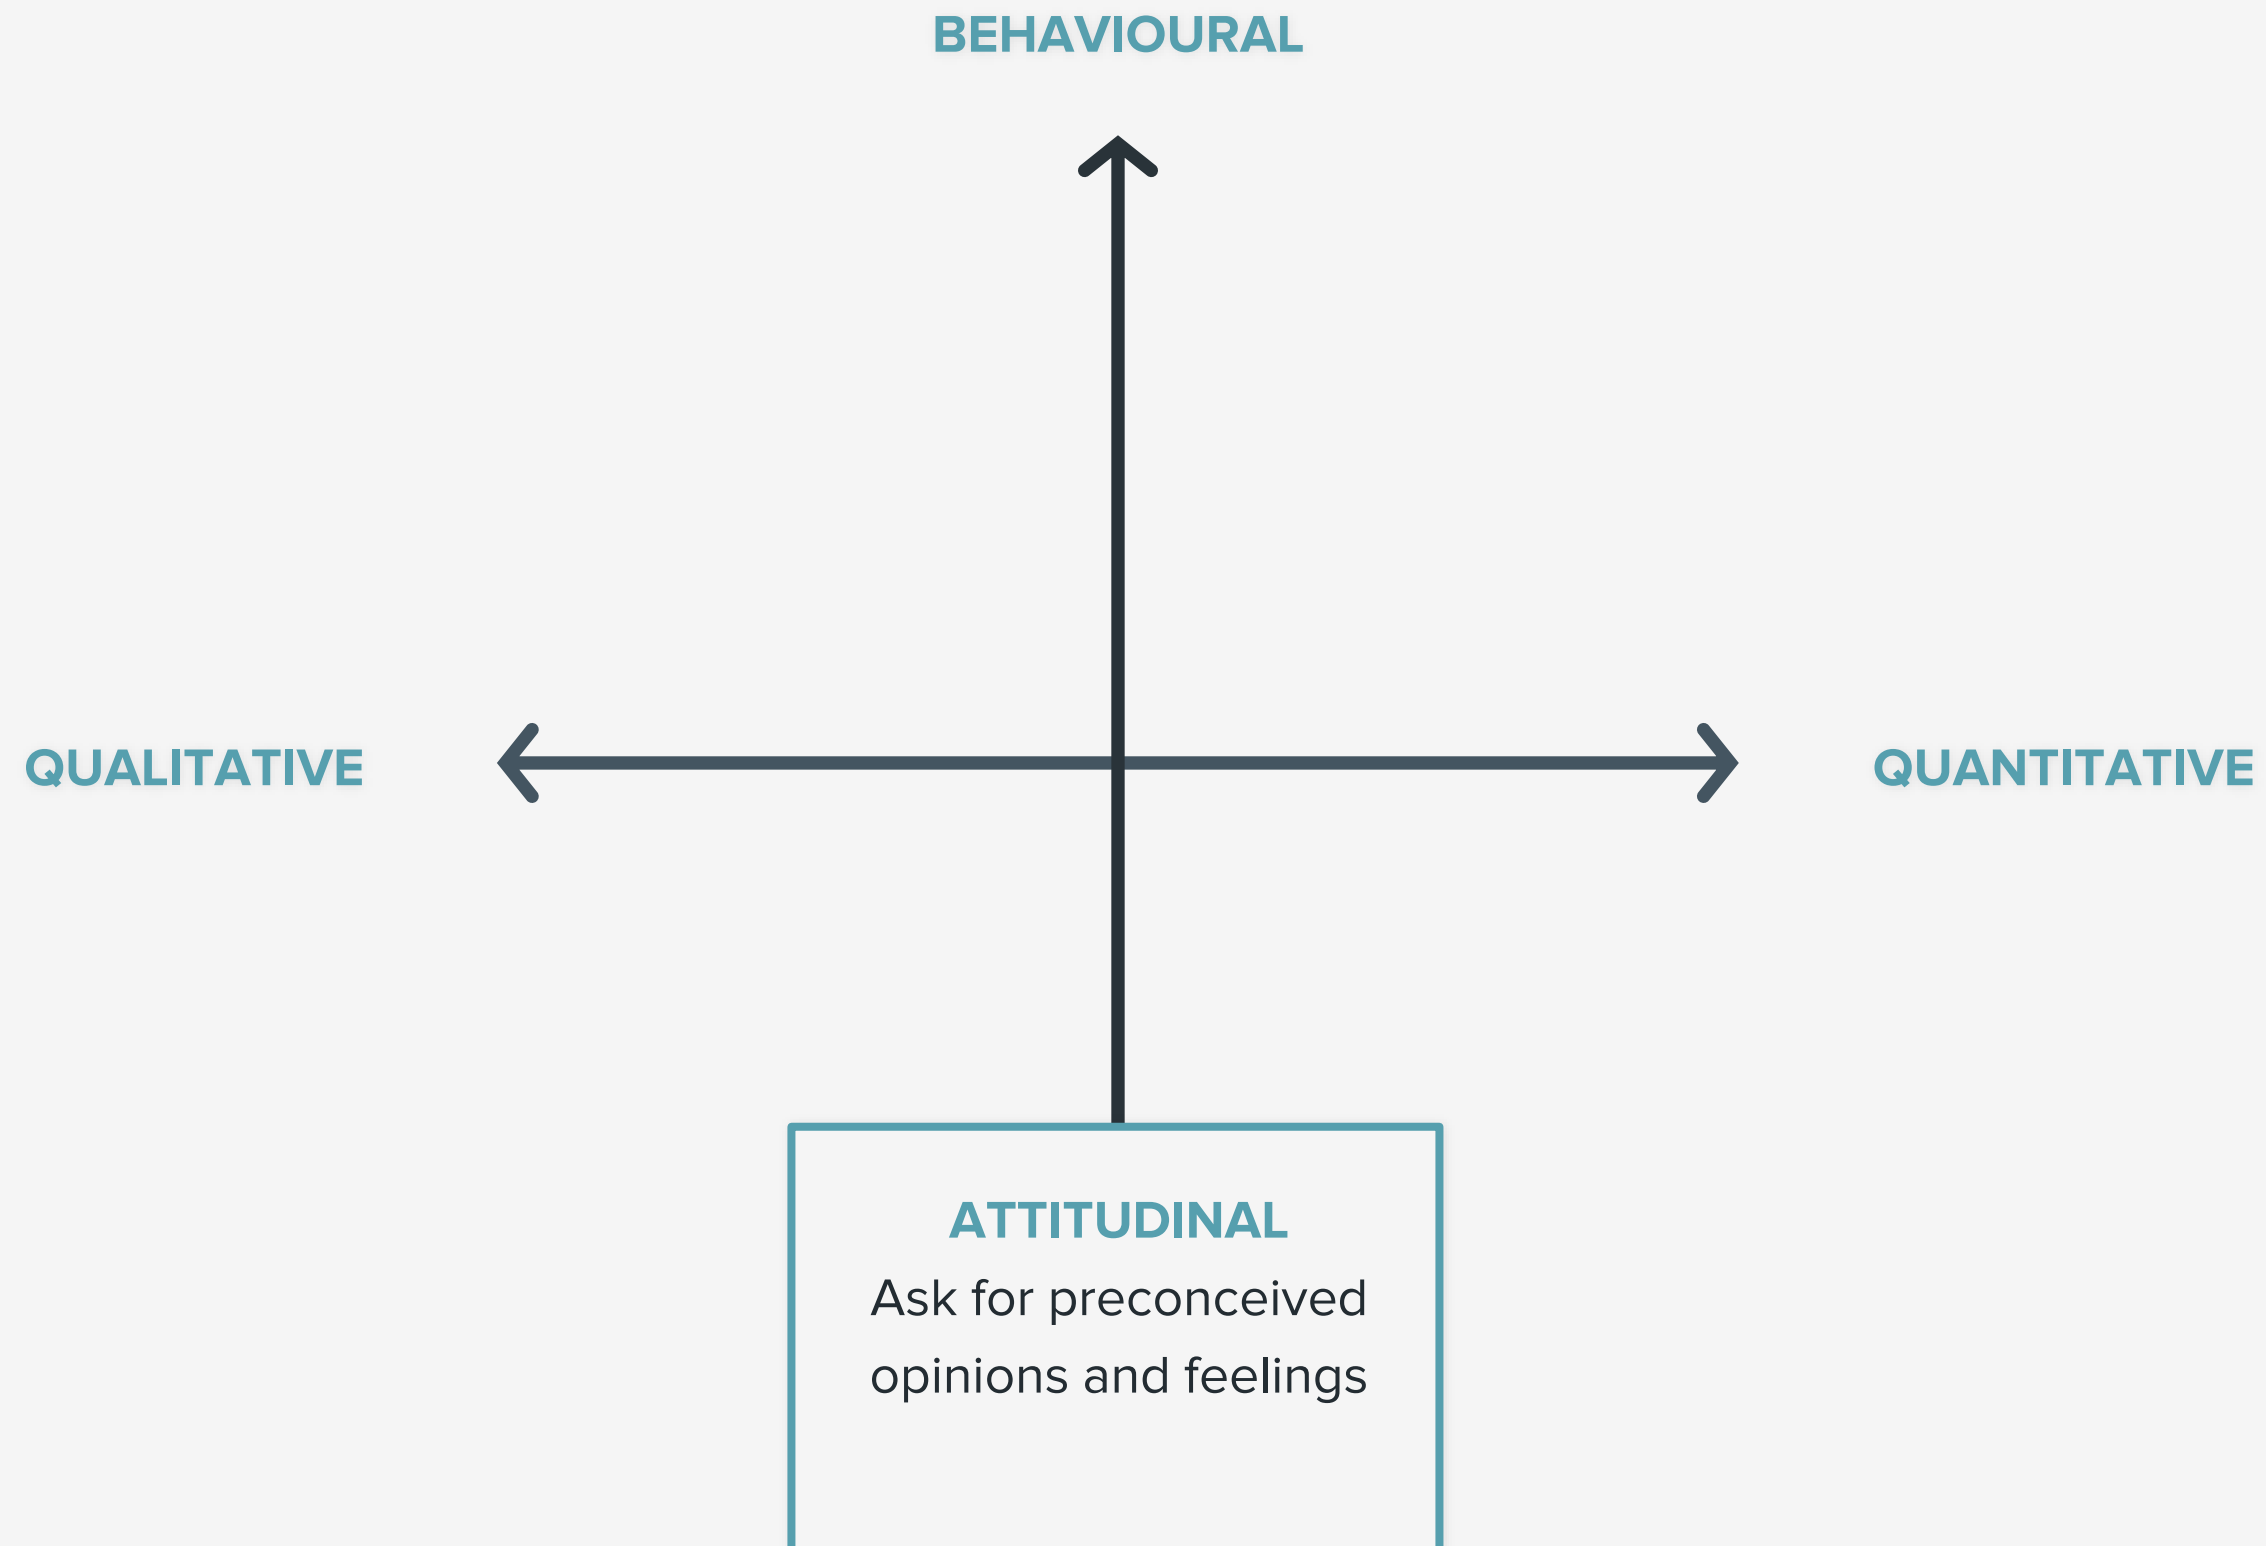 BEHAVIOURAL
QUALITATIVE
QUANTITATIVE
ATTITUDINAL
Ask for preconceived
opinions and feelings